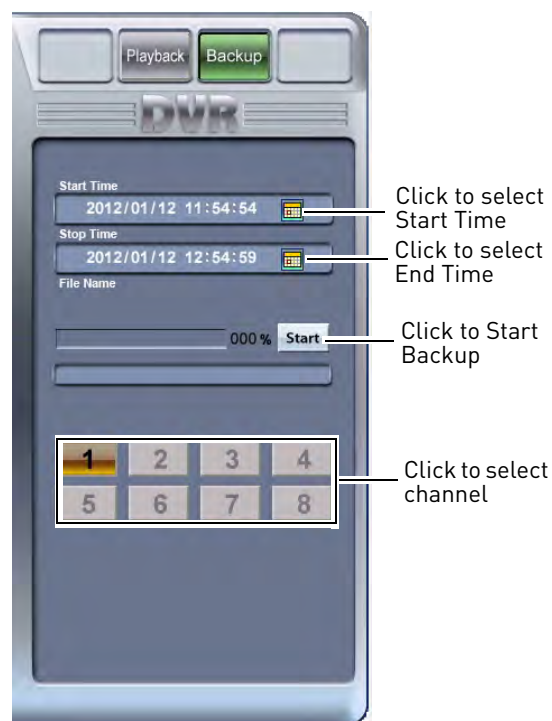 Playback Backup
DVR
Start Time
2012/01/12 11:54:54
Click to select
Start Time
Stop Time
2012/01/12 12:54:59
Click to select
End Time
File Name
000 % Start
Click to Start
Backup
1 2 3 4
5 6 7 8
Click to select
channel